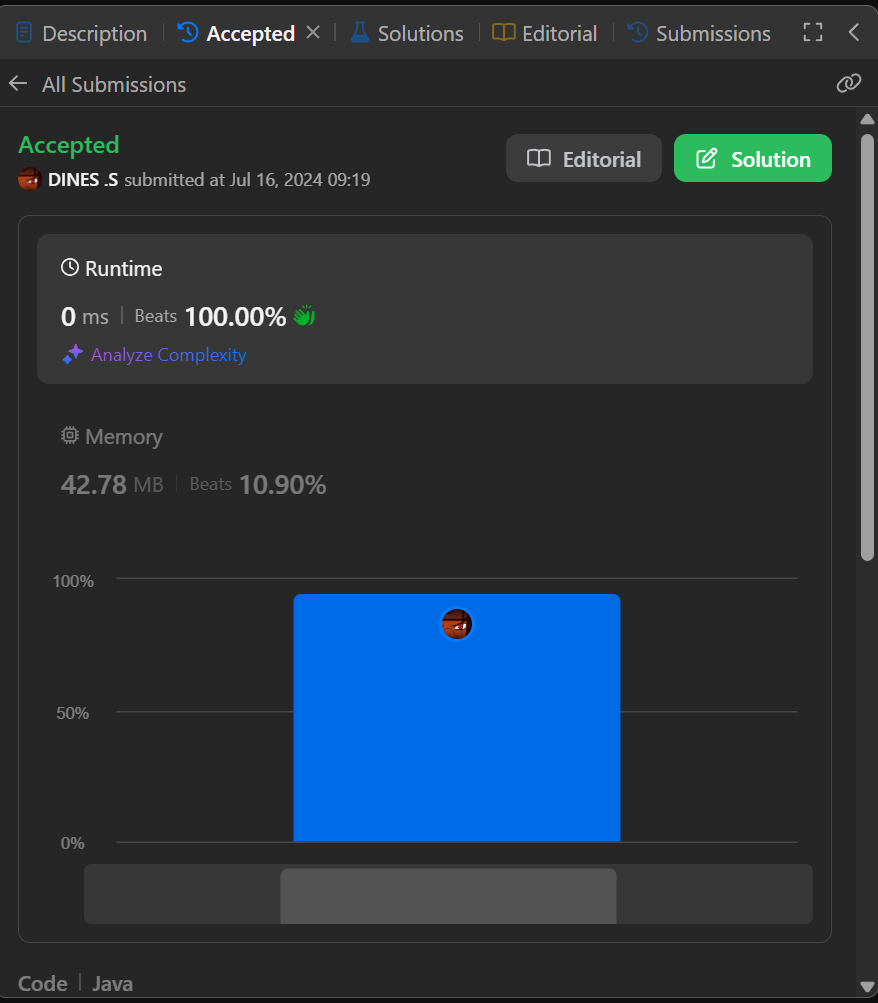 Description | Accepted | Solutions | Editorial | Submissions
All Submissions
Accepted
DINES .S submitted at Jul 16, 2024 09:19
Editorial
Solution
Runtime
0 ms | Beats 100.00%
Analyze Complexity
Memory
42.78 MB | Beats 10.90%
100%
50%
0%
Code | Java